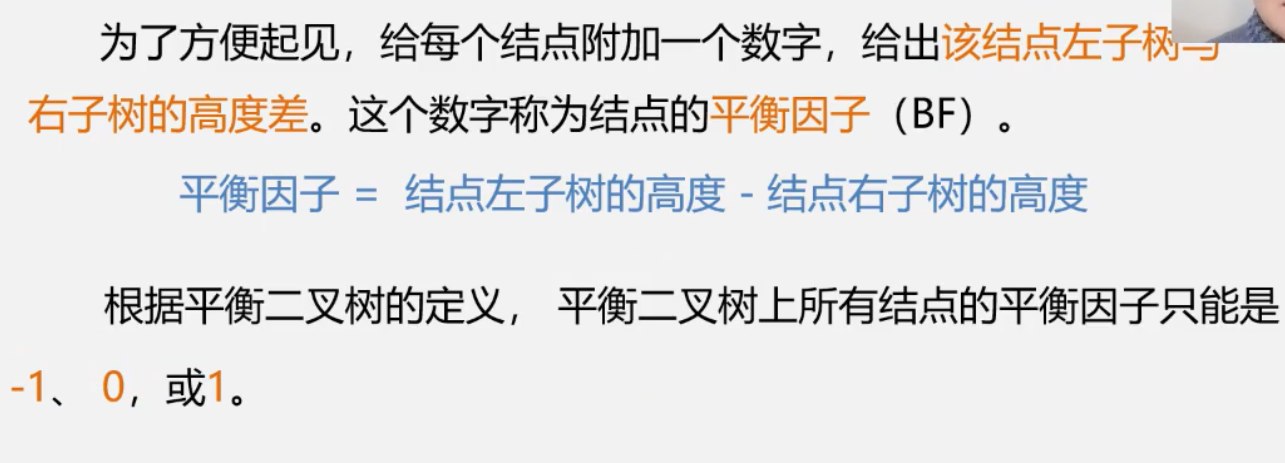 为了方便起见，给每个结点附加一个数字，给出该结点左子树与
右子树的高度差。这个数字称为结点的平衡因子（BF）。
平衡因子 = 结点左子树的高度 - 结点右子树的高度
根据平衡二叉树的定义， 平衡二叉树上所有结点的平衡因子只能是
-1、 0，或1。